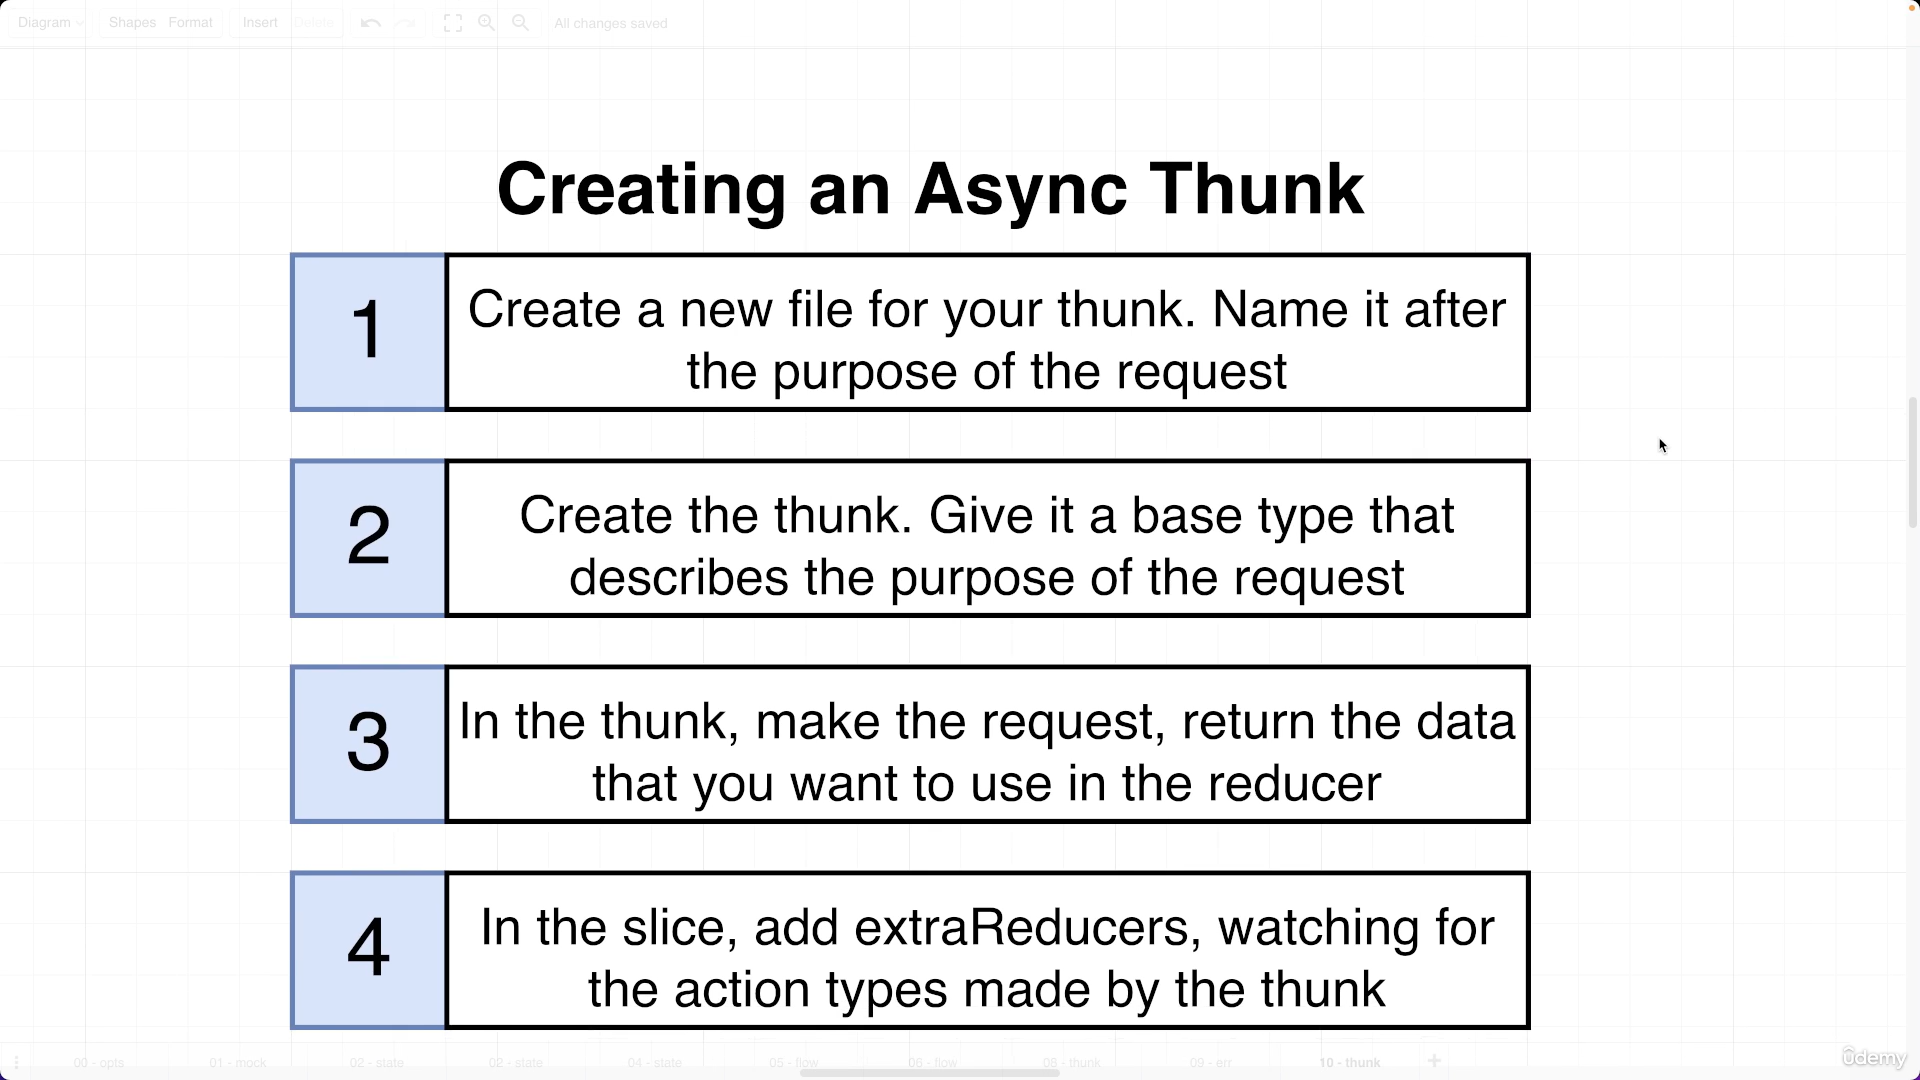 Diagram
Shapes
Format
Insert
Delete
All changes saved
Creating an Async Thunk
1
Create a new file for your thunk. Name it after
the purpose of the request
2
Create the thunk. Give it a base type that
describes the purpose of the request
3
In the thunk, make the request, return the data
that you want to use in the reducer
4
In the slice, add extraReducers, watching for
the action types made by the thunk
00 - opts
01 - mock
02 - state
02 - state
04 - state
05 - flow
06 - flow
06 - thunk
09 - err
10 - thunk
udemy